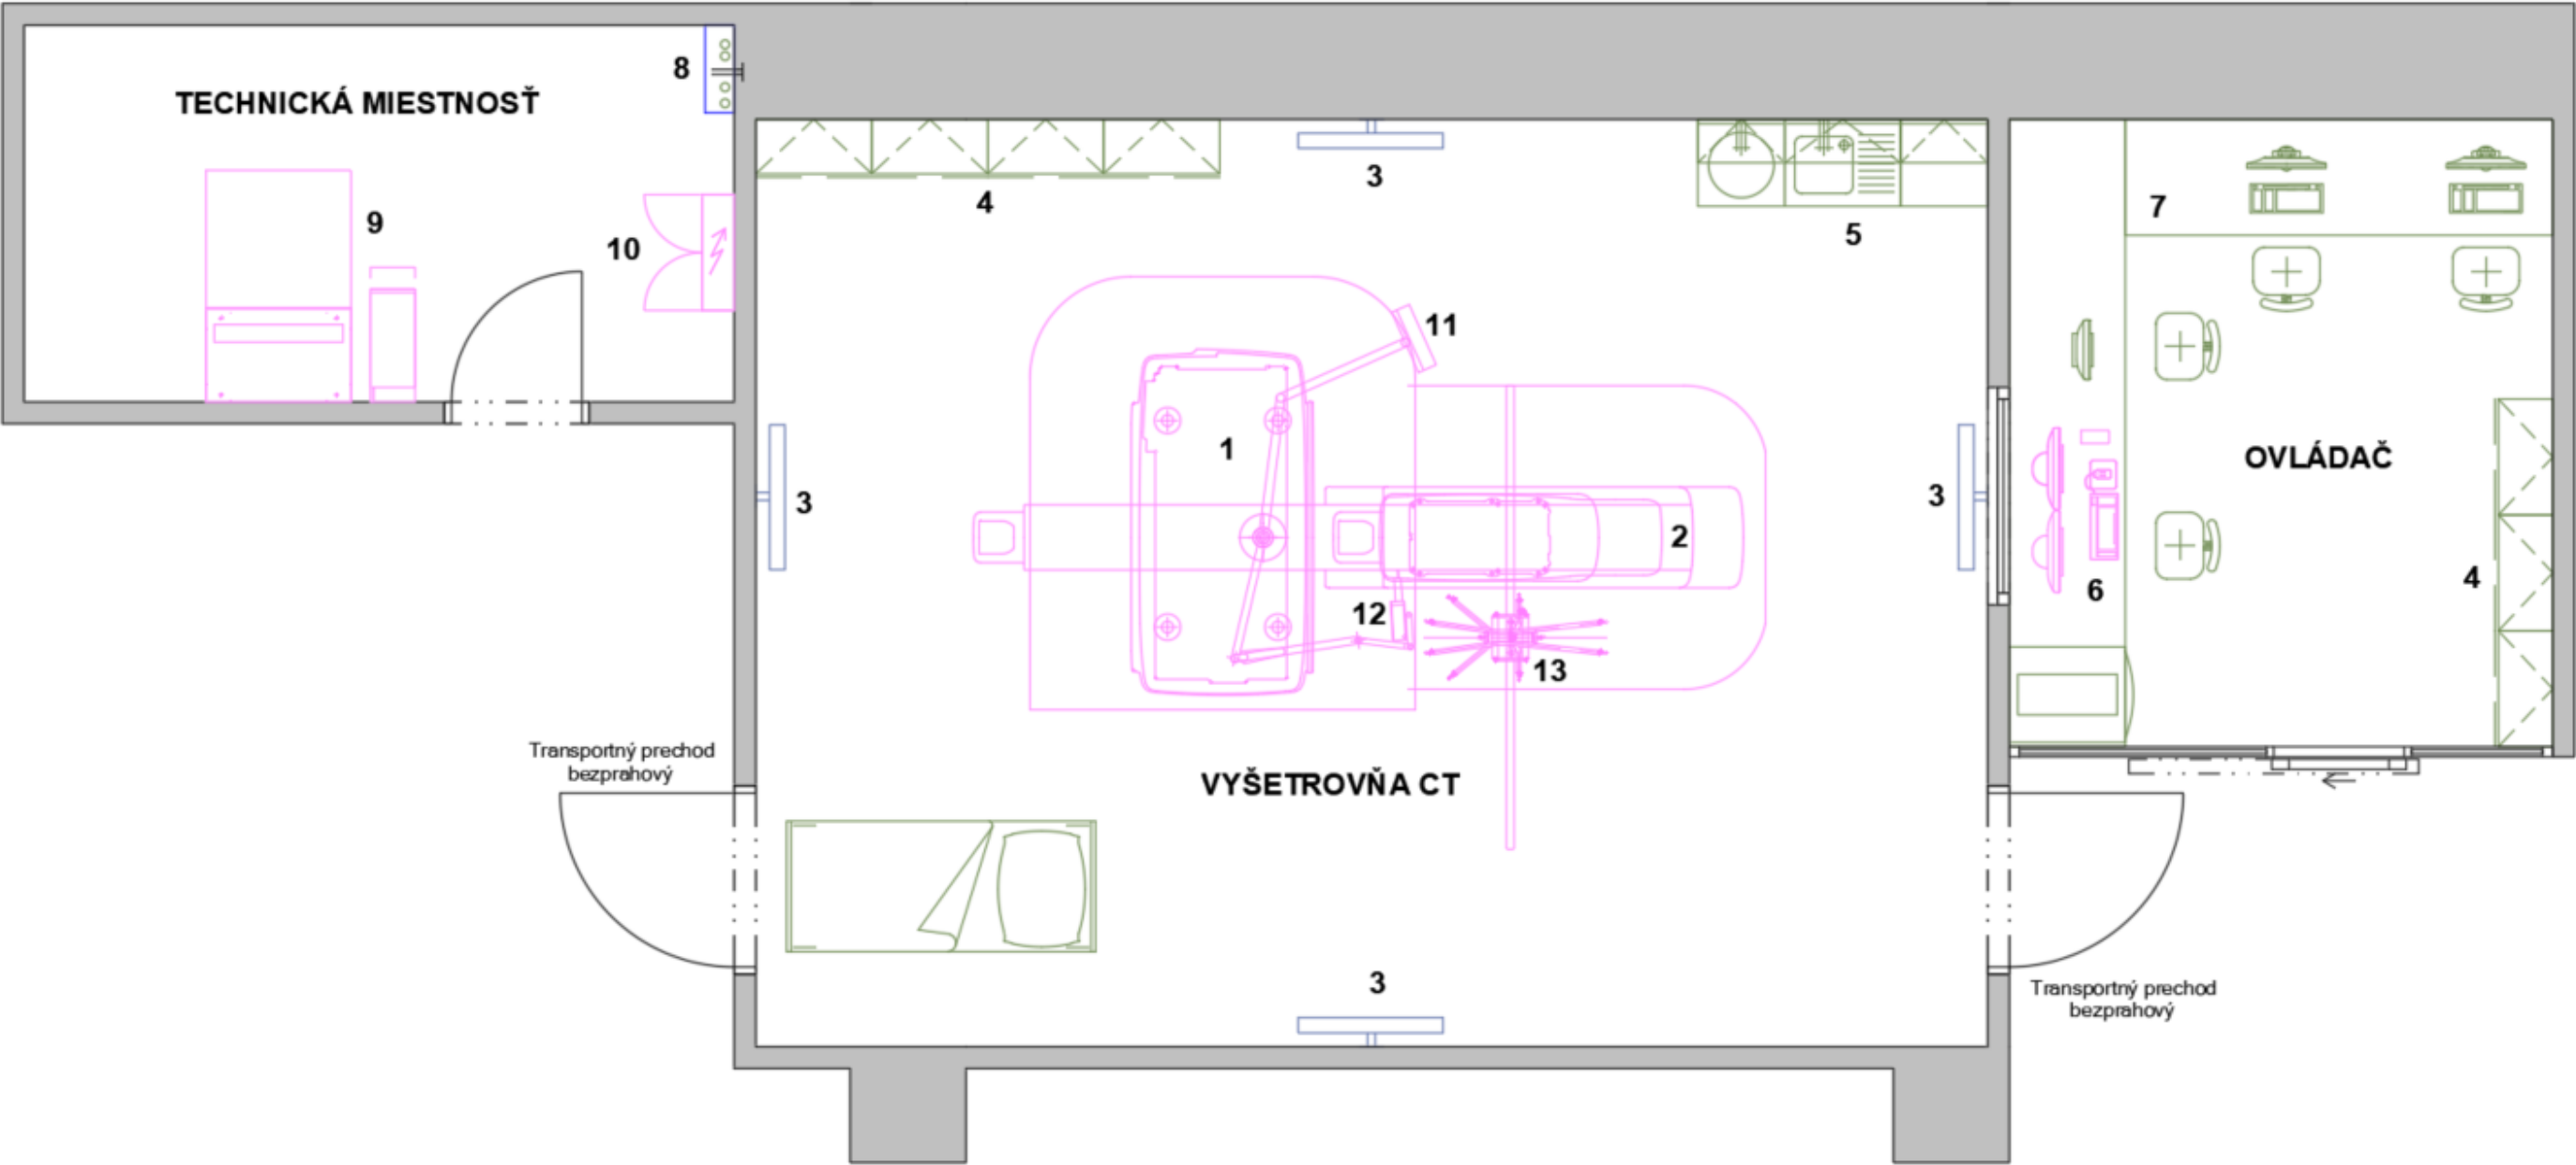 8
TECHNICKÁ MIESTNOSŤ
3
4
7
9
10
5
11
1
OVLÁDAČ
3
3
2
4
6
12
13
Transportný prechod
bezprahový
VYŠETROVŇA CT
3
Transportný prechod
bezprahový